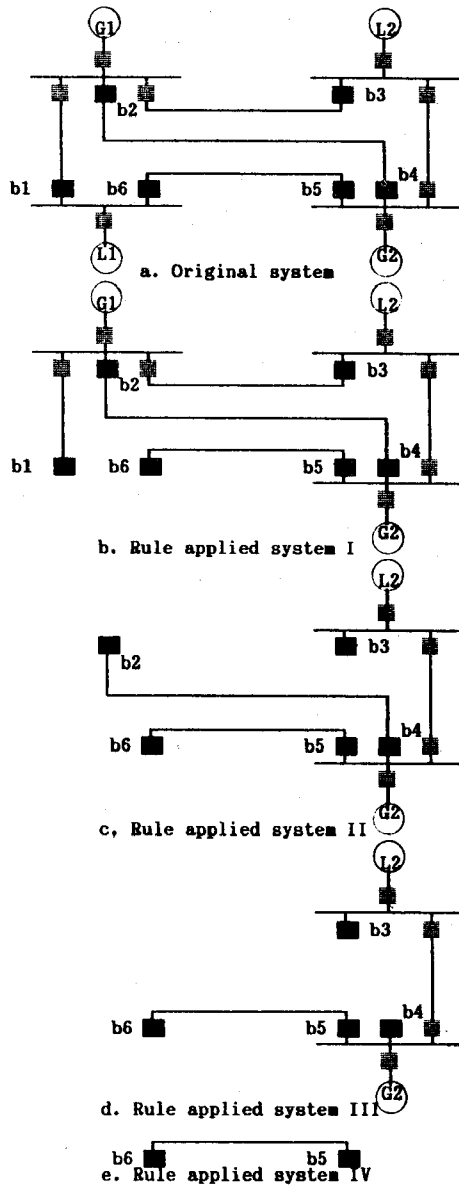 G1 L2
b2 b3
b1 b6 b5 b4
L1 G2
a. Original system
G1 L2
b2 b3
b1 b6 b5 b4
G2
b. Rule applied system I
L2
b2 b3
b6 b5 b4
G2
c, Rule applied system II
L2
b3
b6 b5 b4
G2
d. Rule applied system III
b6 b5
e. Rule applied system IV